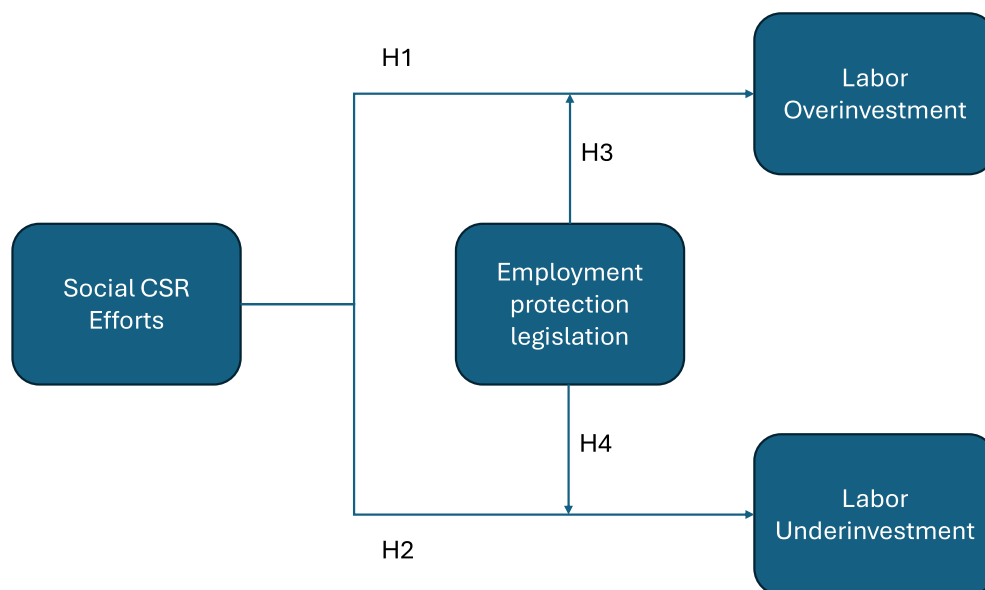 H1
Labor
Overinvestment
H3
Social CSR
Efforts
Employment
protection
legislation
H4
Labor
Underinvestment
H2